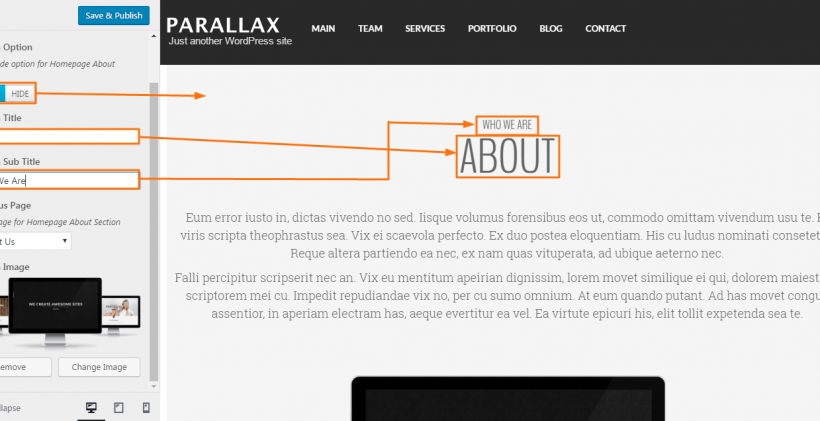 Save & Publish
Option
de option for Homepage About
HIDE
Title
Sub Title
We Are
us Page
age for Homepage About Section
t Us
Image
WE CREATE AWESOME SITES
emove
Change Image
llapse
PARALLAX
Just another WordPress site
MAIN TEAM SERVICES PORTFOLIO BLOG CONTACT
WHO WE ARE
ABOUT
Eum error iusto in, dictas vivendo no sed. Iisque volumus forensibus eos ut, commodo omittam vivendum usu te. E
viris scripta theophrastus sea. Vix ei scaevola perfecto. Ex duo postea eloquentiam. His cu ludus nominati consetet
Reque altera partiendo ea nec, ex nam quas vituperata, ad ubique aeterno nec.
Falli percipitur scripserit nec an. Vix eu mentitum apeirian dignissim, lorem movet similique ei qui, dolorem maiest
scriptorem mei cu. Impedit repudiandae vix no, per cu sumo omnium. At eum quando putant. Ad has movet congu
assentior, in aperiam electram has, aeque evertitur ea vel. Ea virtute epicuri his, elit tollit expetenda sea te.